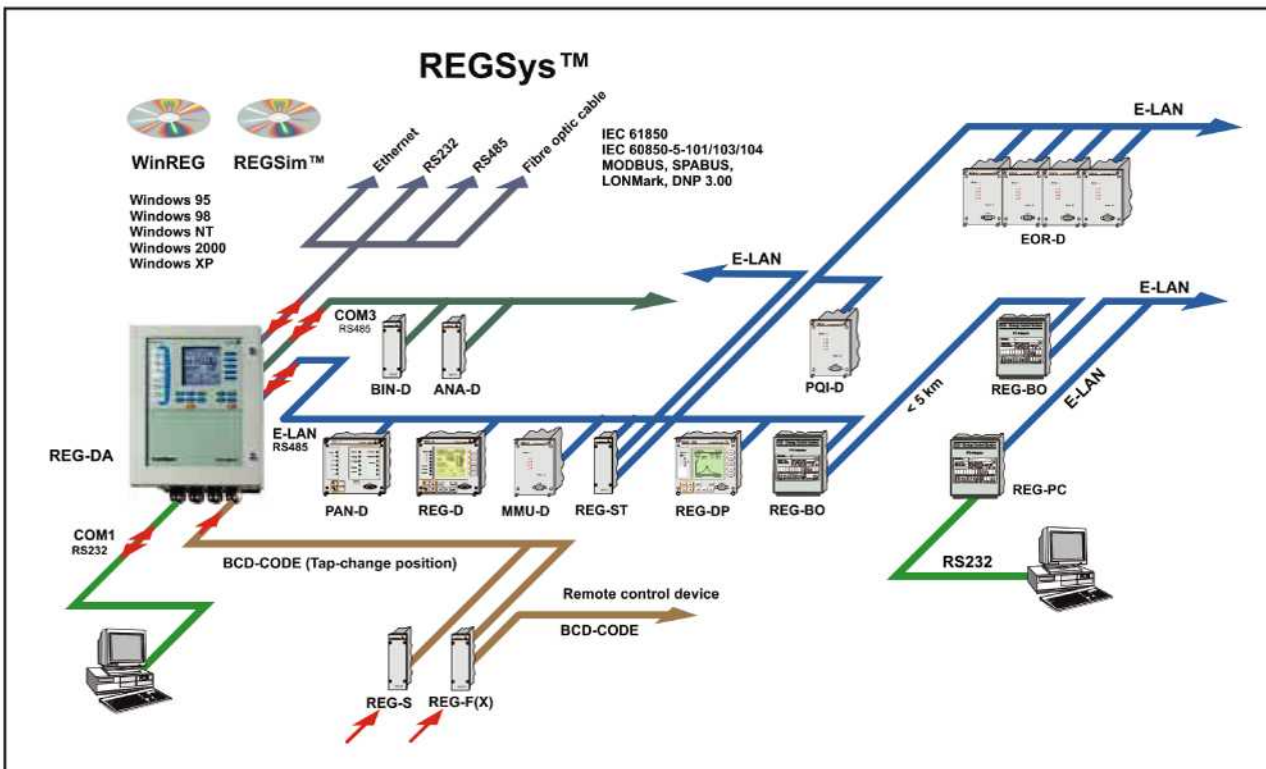 REGSys™
WinREG
REGSim™
Windows 95
Windows 98
Windows NT
Windows 2000
Windows XP
Ethernet
RS232
RS485
Fibre optic cable
IEC 61850
IEC 60850-5-101/103/104
MODBUS, SPABUS,
LONMark, DNP 3.00
E-LAN
EOR-D
E-LAN
E-LAN
COM3
RS485
BIN-D
ANA-D
PQI-D
REG-BO
< 5 km
E-LAN
E-LAN
RS485
REG-DA
PAN-D
REG-D
MMU-D
REG-ST
REG-DP
REG-BO
REG-PC
COM1
RS232
BCD-CODE (Tap-change position)
RS232
Remote control device
BCD-CODE
REG-S
REG-F(X)